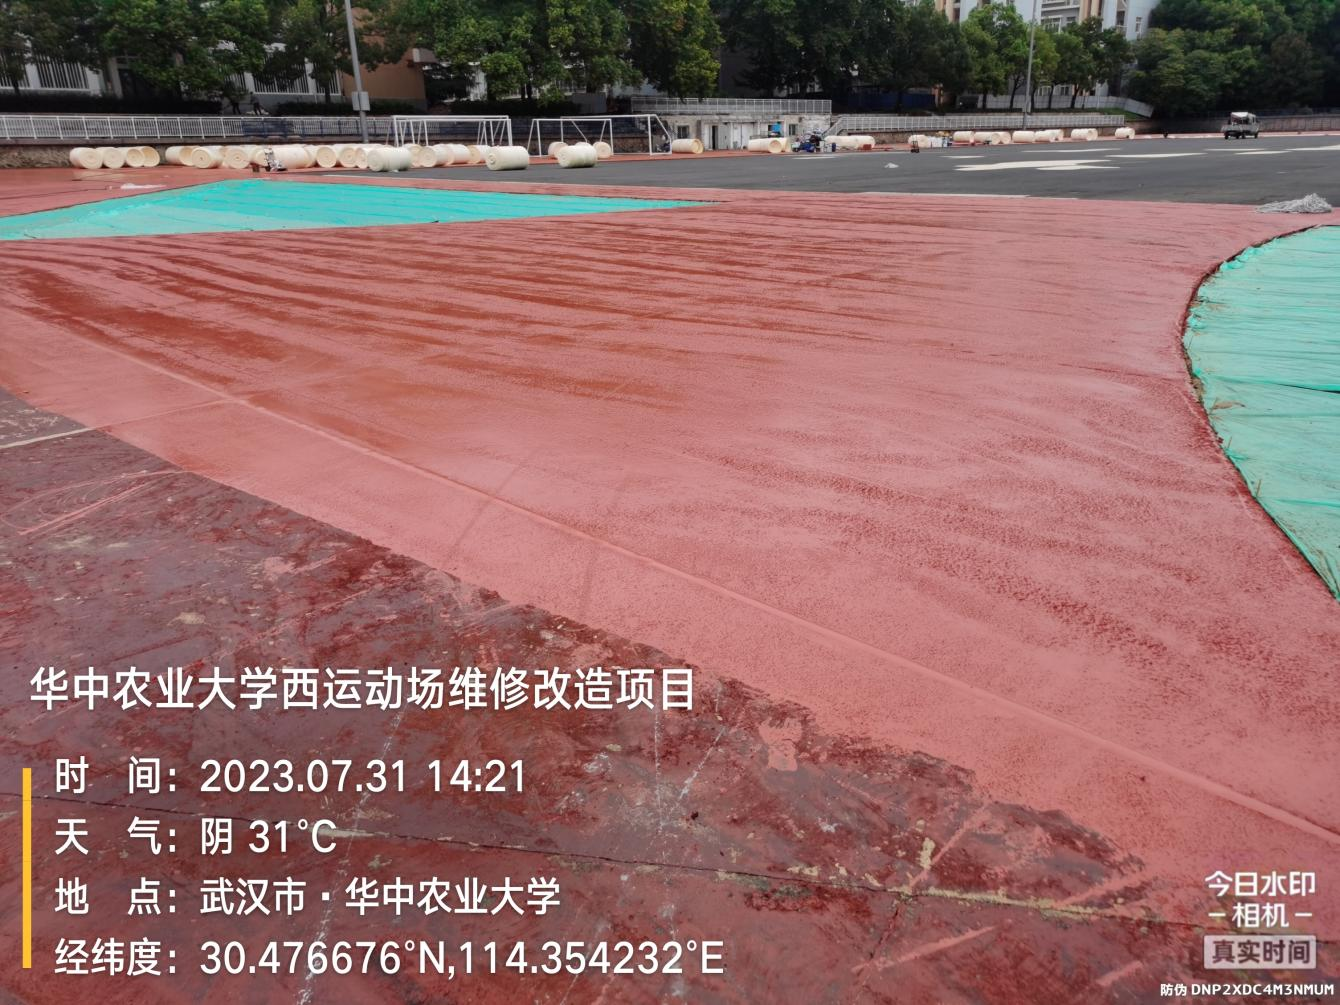 华中农业大学西运动场维修改造项目
时 间：2023.07.31 14:21
天 气：阴 31°C
地 点：武汉市·华中农业大学
经纬度：30.476676°N,114.354232°E
今日水印
相机
真实时间
防伪 DNP2XDC4M3NMUM